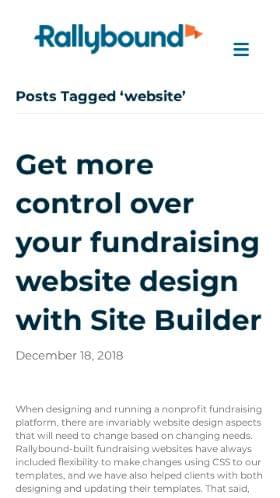 Rallybound
Posts Tagged ‘website’
Get more
control over
your fundraising
website design
with Site Builder
December 18, 2018
When designing and running a nonprofit fundraising
platform, there are invariably website design aspects
that will need to change based on changing needs.
Rallybound-built fundraising websites have always
included flexibility to make changes using CSS to our
templates, and we have also helped clients with both
designing and updating their templates. That said,